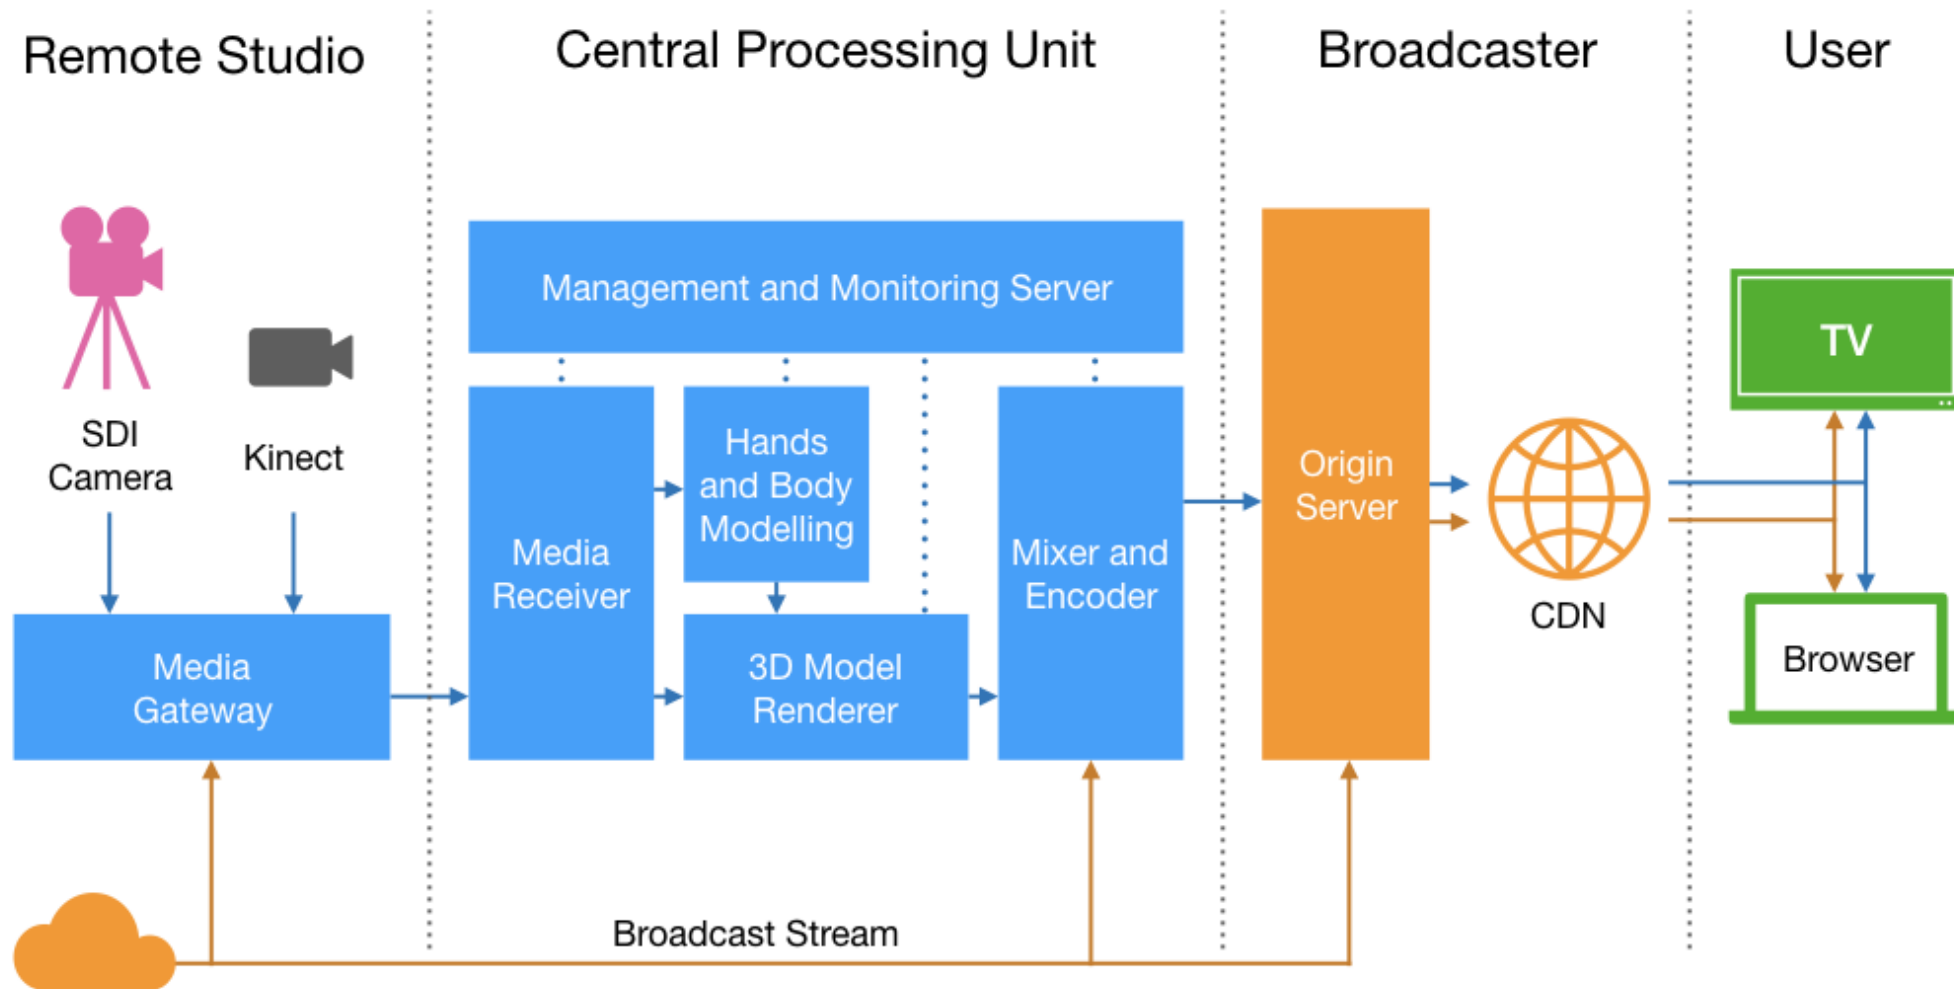 Remote Studio
Central Processing Unit
Broadcaster
User
SDI
Camera
Kinect
Media
Gateway
Management and Monitoring Server
Media
Receiver
Hands
and Body
Modelling
3D Model
Renderer
Mixer and
Encoder
Origin
Server
CDN
TV
Browser
Broadcast Stream